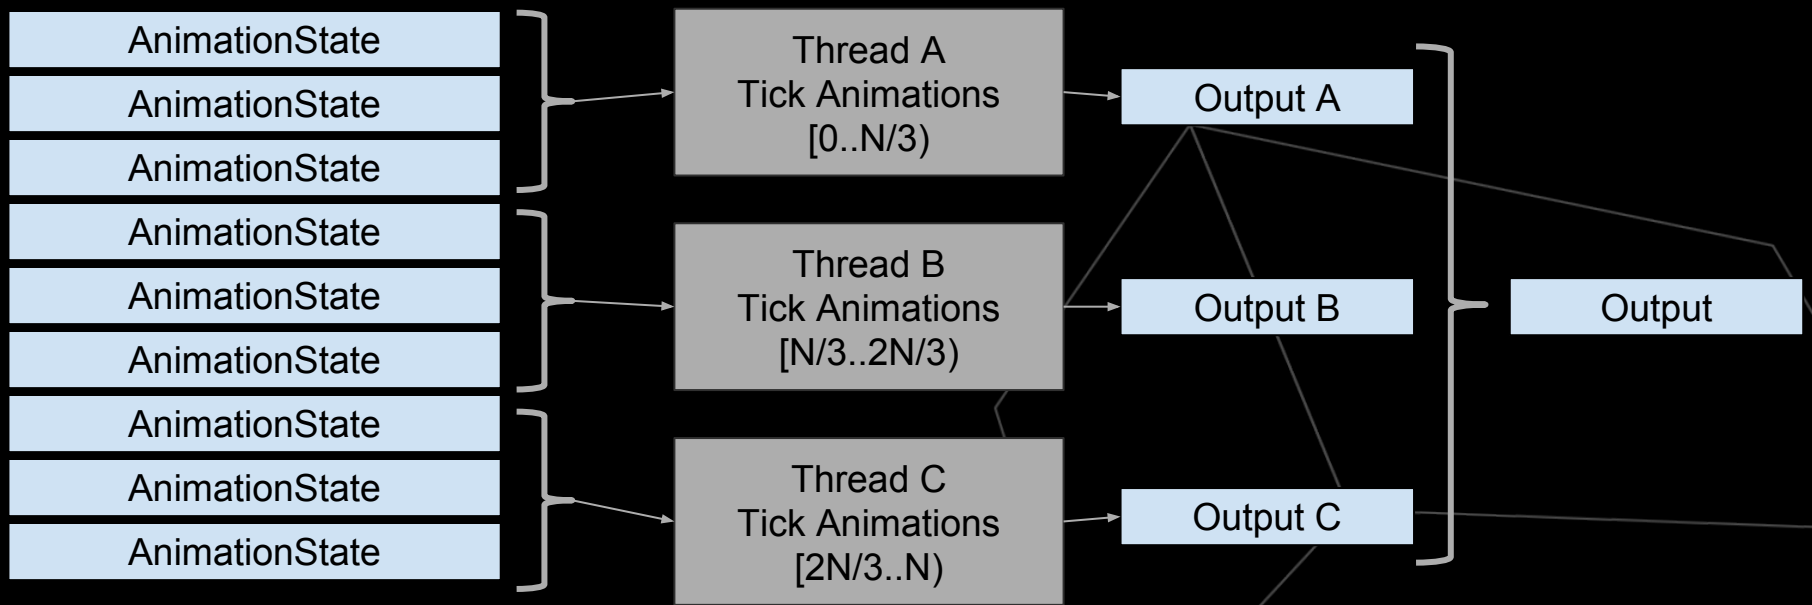 AnimationState
AnimationState
AnimationState
AnimationState
AnimationState
AnimationState
AnimationState
AnimationState
AnimationState
Thread A
Tick Animations
[0..N/3)
Thread B
Tick Animations
[N/3..2N/3)
Thread C
Tick Animations
[2N/3..N)
Output A
Output B
Output C
Output